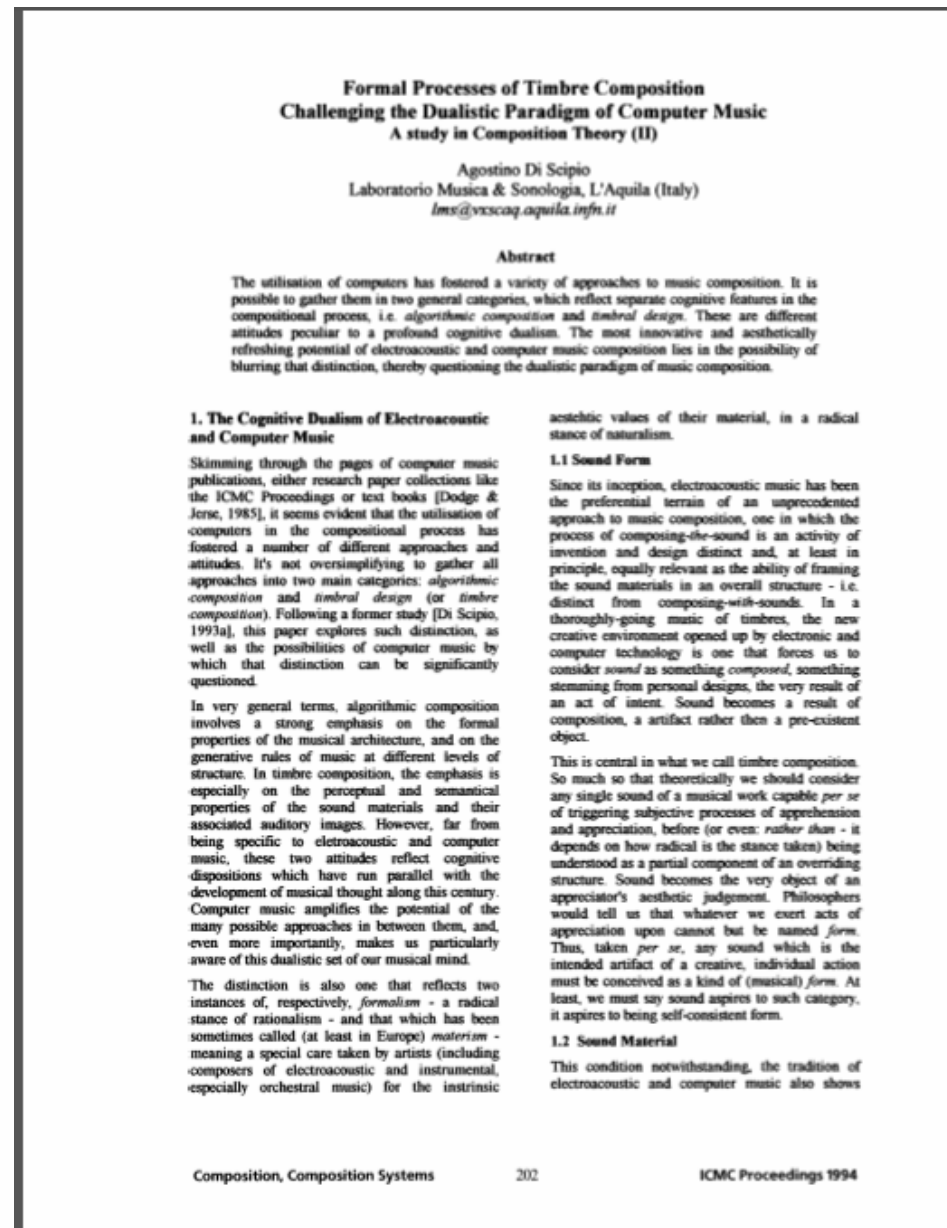 Formal Processes of Timbre Composition
Challenging the Dualistic Paradigm of Computer Music
A study in Composition Theory (II)
Agostino Di Scipio
Laboratorio Musica & Sonologia, L'Aquila (Italy)
lms@vxscaq.aquila.infn.it
Abstract
The utilisation of computers has fostered a variety of approaches to music composition. It is
possible to gather them in two general categories, which reflect separate cognitive features in the
compositional process, i.e. algorithmic composition and timbral design. These are different
attitudes peculiar to a profound cognitive dualism. The most innovative and aesthetically
refreshing potential of electroacoustic and computer music composition lies in the possibility of
blurring that distinction, thereby questioning the dualistic paradigm of music composition.
1. The Cognitive Dualism of Electroacoustic
and Computer Music
Skimming through the pages of computer music
publications, either research paper collections like
the ICMC Proceedings or text books [Dodge &
Jerse, 1985], it seems evident that the utilisation of
computers in the compositional process has
fostered a number of different approaches and
attitudes. It's not oversimplifying to gather all
approaches into two main categories: algorithmic
composition and timbral design (or timbre
composition). Following a former study [Di Scipio,
1993a], this paper explores such distinction, as
well as the possibilities of computer music by
which that distinction can be significantly
questioned.
In very general terms, algorithmic composition
involves a strong emphasis on the formal
properties of the musical architecture, and on the
generative rules of music at different levels of
structure. In timbre composition, the emphasis is
especially on the perceptual and semantical
properties of the sound materials and their
associated auditory images. However, far from
being specific to eletroacoustic and computer
music, these two attitudes reflect cognitive
dispositions which have run parallel with the
development of musical thought along this century.
Computer music amplifies the potential of the
many possible approaches in between them, and,
even more importantly, makes us particularly
aware of this dualistic set of our musical mind.
The distinction is also one that reflects two
instances of, respectively, formalism - a radical
stance of rationalism - and that which has been
sometimes called (at least in Europe) materism -
meaning a special care taken by artists (including
composers of electroacoustic and instrumental,
especially orchestral music) for the instrinsic
aestehtic values of their material, in a radical
stance of naturalism.
1.1 Sound Form
Since its inception, electroacoustic music has been
the preferential terrain of an unprecedented
approach to music composition, one in which the
process of composing-the-sound is an activity of
invention and design distinct and, at least in
principle, equally relevant as the ability of framing
the sound materials in an overall structure - i.e.
distinct from composing-with-sounds. In a
thoroughly-going music of timbres, the new
creative environment opened up by electronic and
computer technology is one that forces us to
consider sound as something composed, something
stemming from personal designs, the very result of
an act of intent. Sound becomes a result of
composition, a artifact rather then a pre-existent
object.
This is central in what we call timbre composition.
So much so that theoretically we should consider
any single sound of a musical work capable per se
of triggering subjective processes of apprehension
and appreciation, before (or even: rather than - it
depends on how radical is the stance taken) being
understood as a partial component of an overriding
structure. Sound becomes the very object of an
appreciator's aesthetic judgement. Philosophers
would tell us that whatever we exert acts of
appreciation upon cannot but be named form.
Thus, taken per se, any sound which is the
intended artifact of a creative, individual action
must be conceived as a kind of (musical) form. At
least, we must say sound aspires to such category,
it aspires to being self-consistent form.
1.2 Sound Material
This condition notwithstanding, the tradition of
electroacoustic and computer music also shows
Composition, Composition Systems 202 ICMC Proceedings 1994